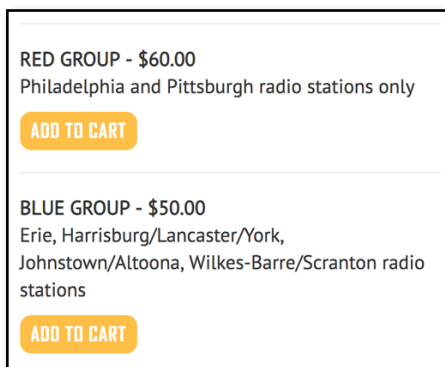 RED GROUP - $60.00
Philadelphia and Pittsburgh radio stations only
ADD TO CART
BLUE GROUP - $50.00
Erie, Harrisburg/Lancaster/York,
Johnstown/Altoona, Wilkes-Barre/Scranton radio
stations
ADD TO CART